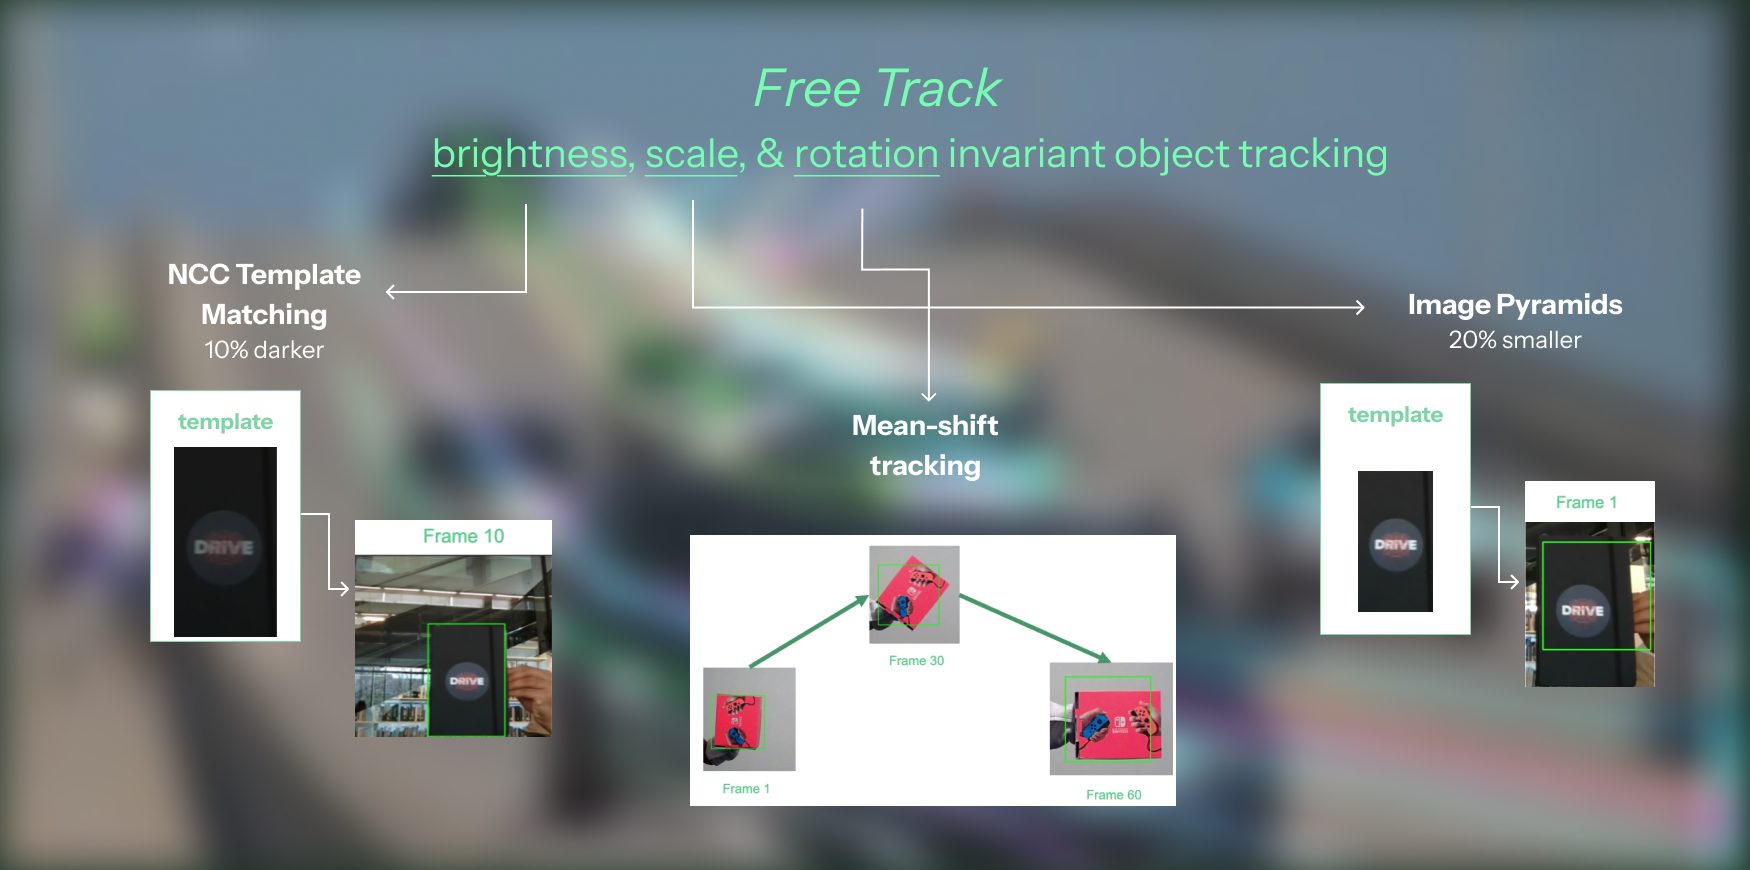 Free Track
brightness, scale, & rotation invariant object tracking
NCC Template
Matching
10% darker
template
DRIVE
Frame 10
DRIVE
Mean-shift
tracking
Frame 1
Frame 30
Frame 60
Image Pyramids
20% smaller
template
DRIVE
Frame 1
DRIVE